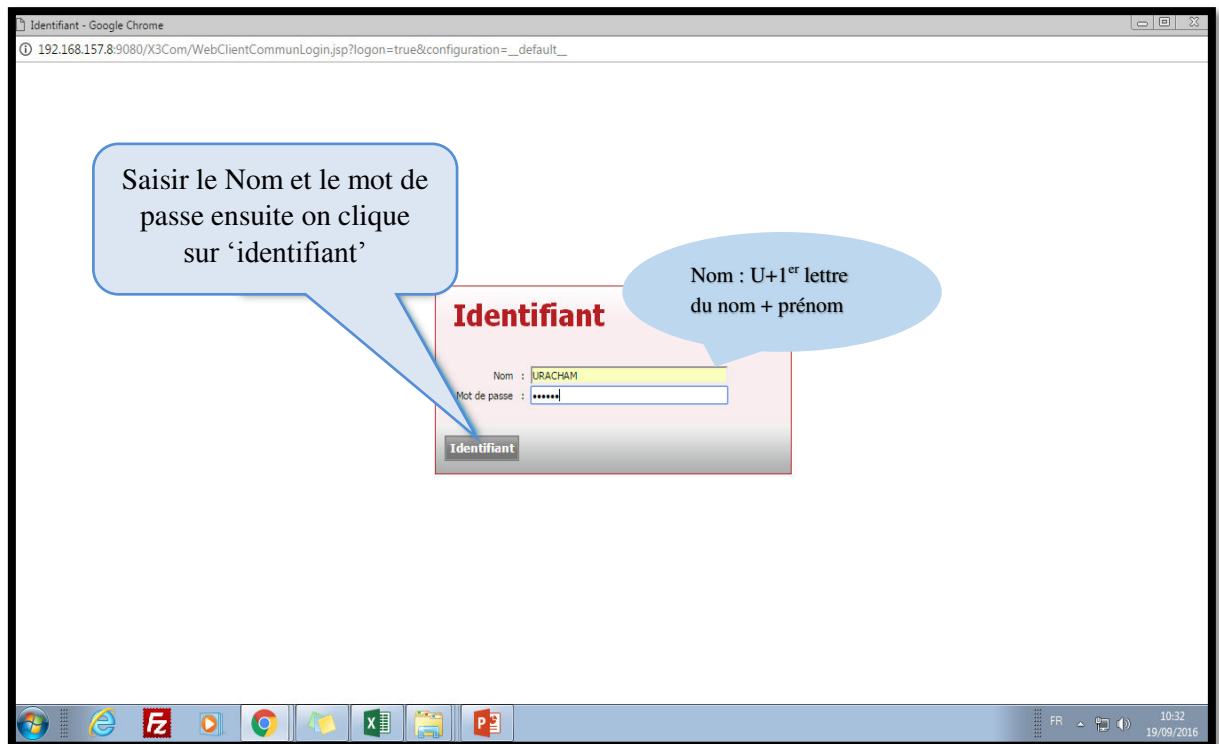 Identifiant - Google Chrome
192.168.157.8:9080/X3Com/WebClientCommunLogin.jsp?logon=true&configuration=__default__
Saisir le Nom et le mot de
passe ensuite on clique
sur ‘identifiant’
Nom : U+1er lettre
du nom + prénom
Identifiant
Nom : URACHAM
Mot de passe : ••••••
Identifiant
FR
10:32
19/09/2016